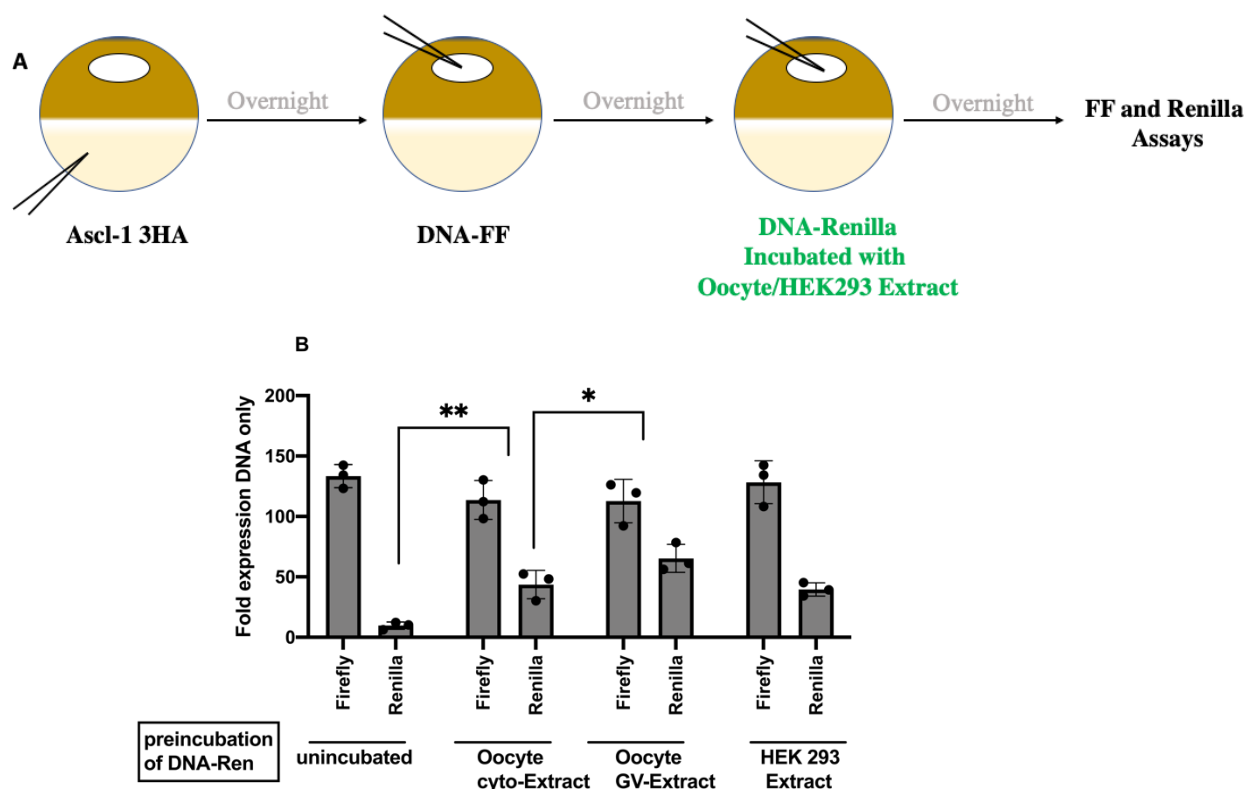 A
Overnight
Overnight
Overnight
FF and Renilla
Assays
Ascl-1 3HA
DNA-FF
DNA-Renilla
Incubated with
Oocyte/HEK293 Extract
B
Fold expression DNA only
200
150
100
50
0
**
*
Firefly
Renilla
Firefly
Renilla
Firefly
Renilla
Firefly
Renilla
preincubation
of DNA-Ren
unincubated
Oocyte
cyto-Extract
Oocyte
GV-Extract
HEK 293
Extract